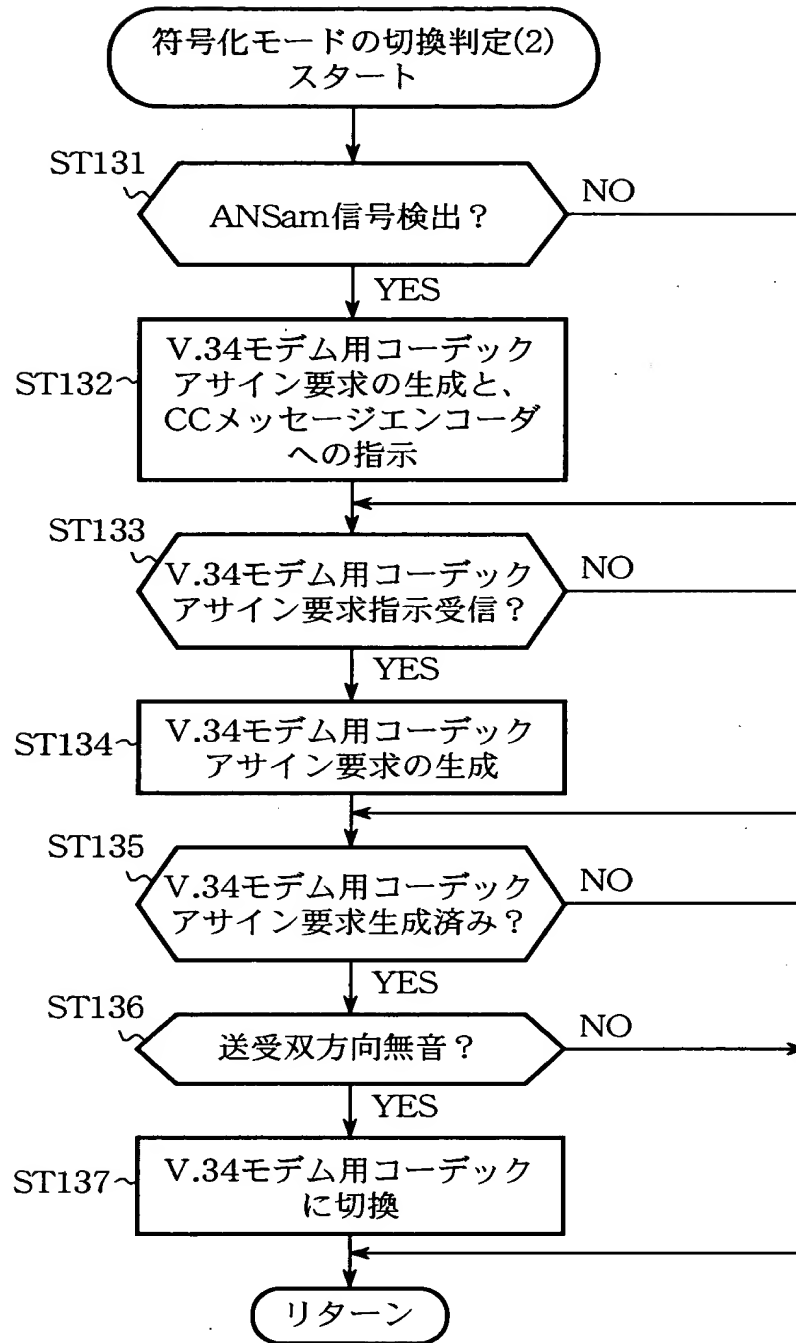 符号化モードの切換判定(2)
スタート
ST131
ANSam信号検出？
NO
YES
ST132
V.34モデム用コーデック
アサイン要求の生成と、
CCメッセージエンコーダ
への指示
ST133
V.34モデム用コーデック
アサイン要求指示受信？
NO
YES
ST134
V.34モデム用コーデック
アサイン要求の生成
ST135
V.34モデム用コーデック
アサイン要求生成済み？
NO
YES
ST136
送受双方向無音？
NO
YES
ST137
V.34モデム用コーデック
に切換
リターン